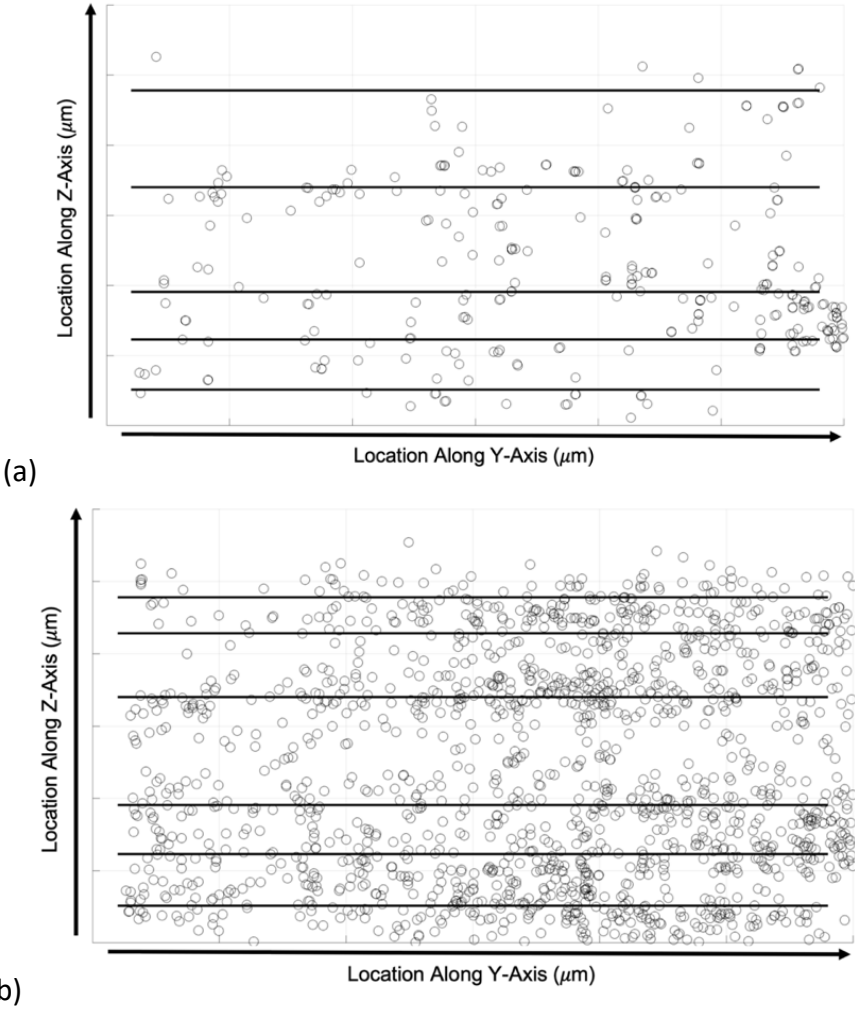 Location Along Z-Axis (μm)
Location Along Y-Axis (μm)
(a)
Location Along Z-Axis (μm)
Location Along Y-Axis (μm)
b)